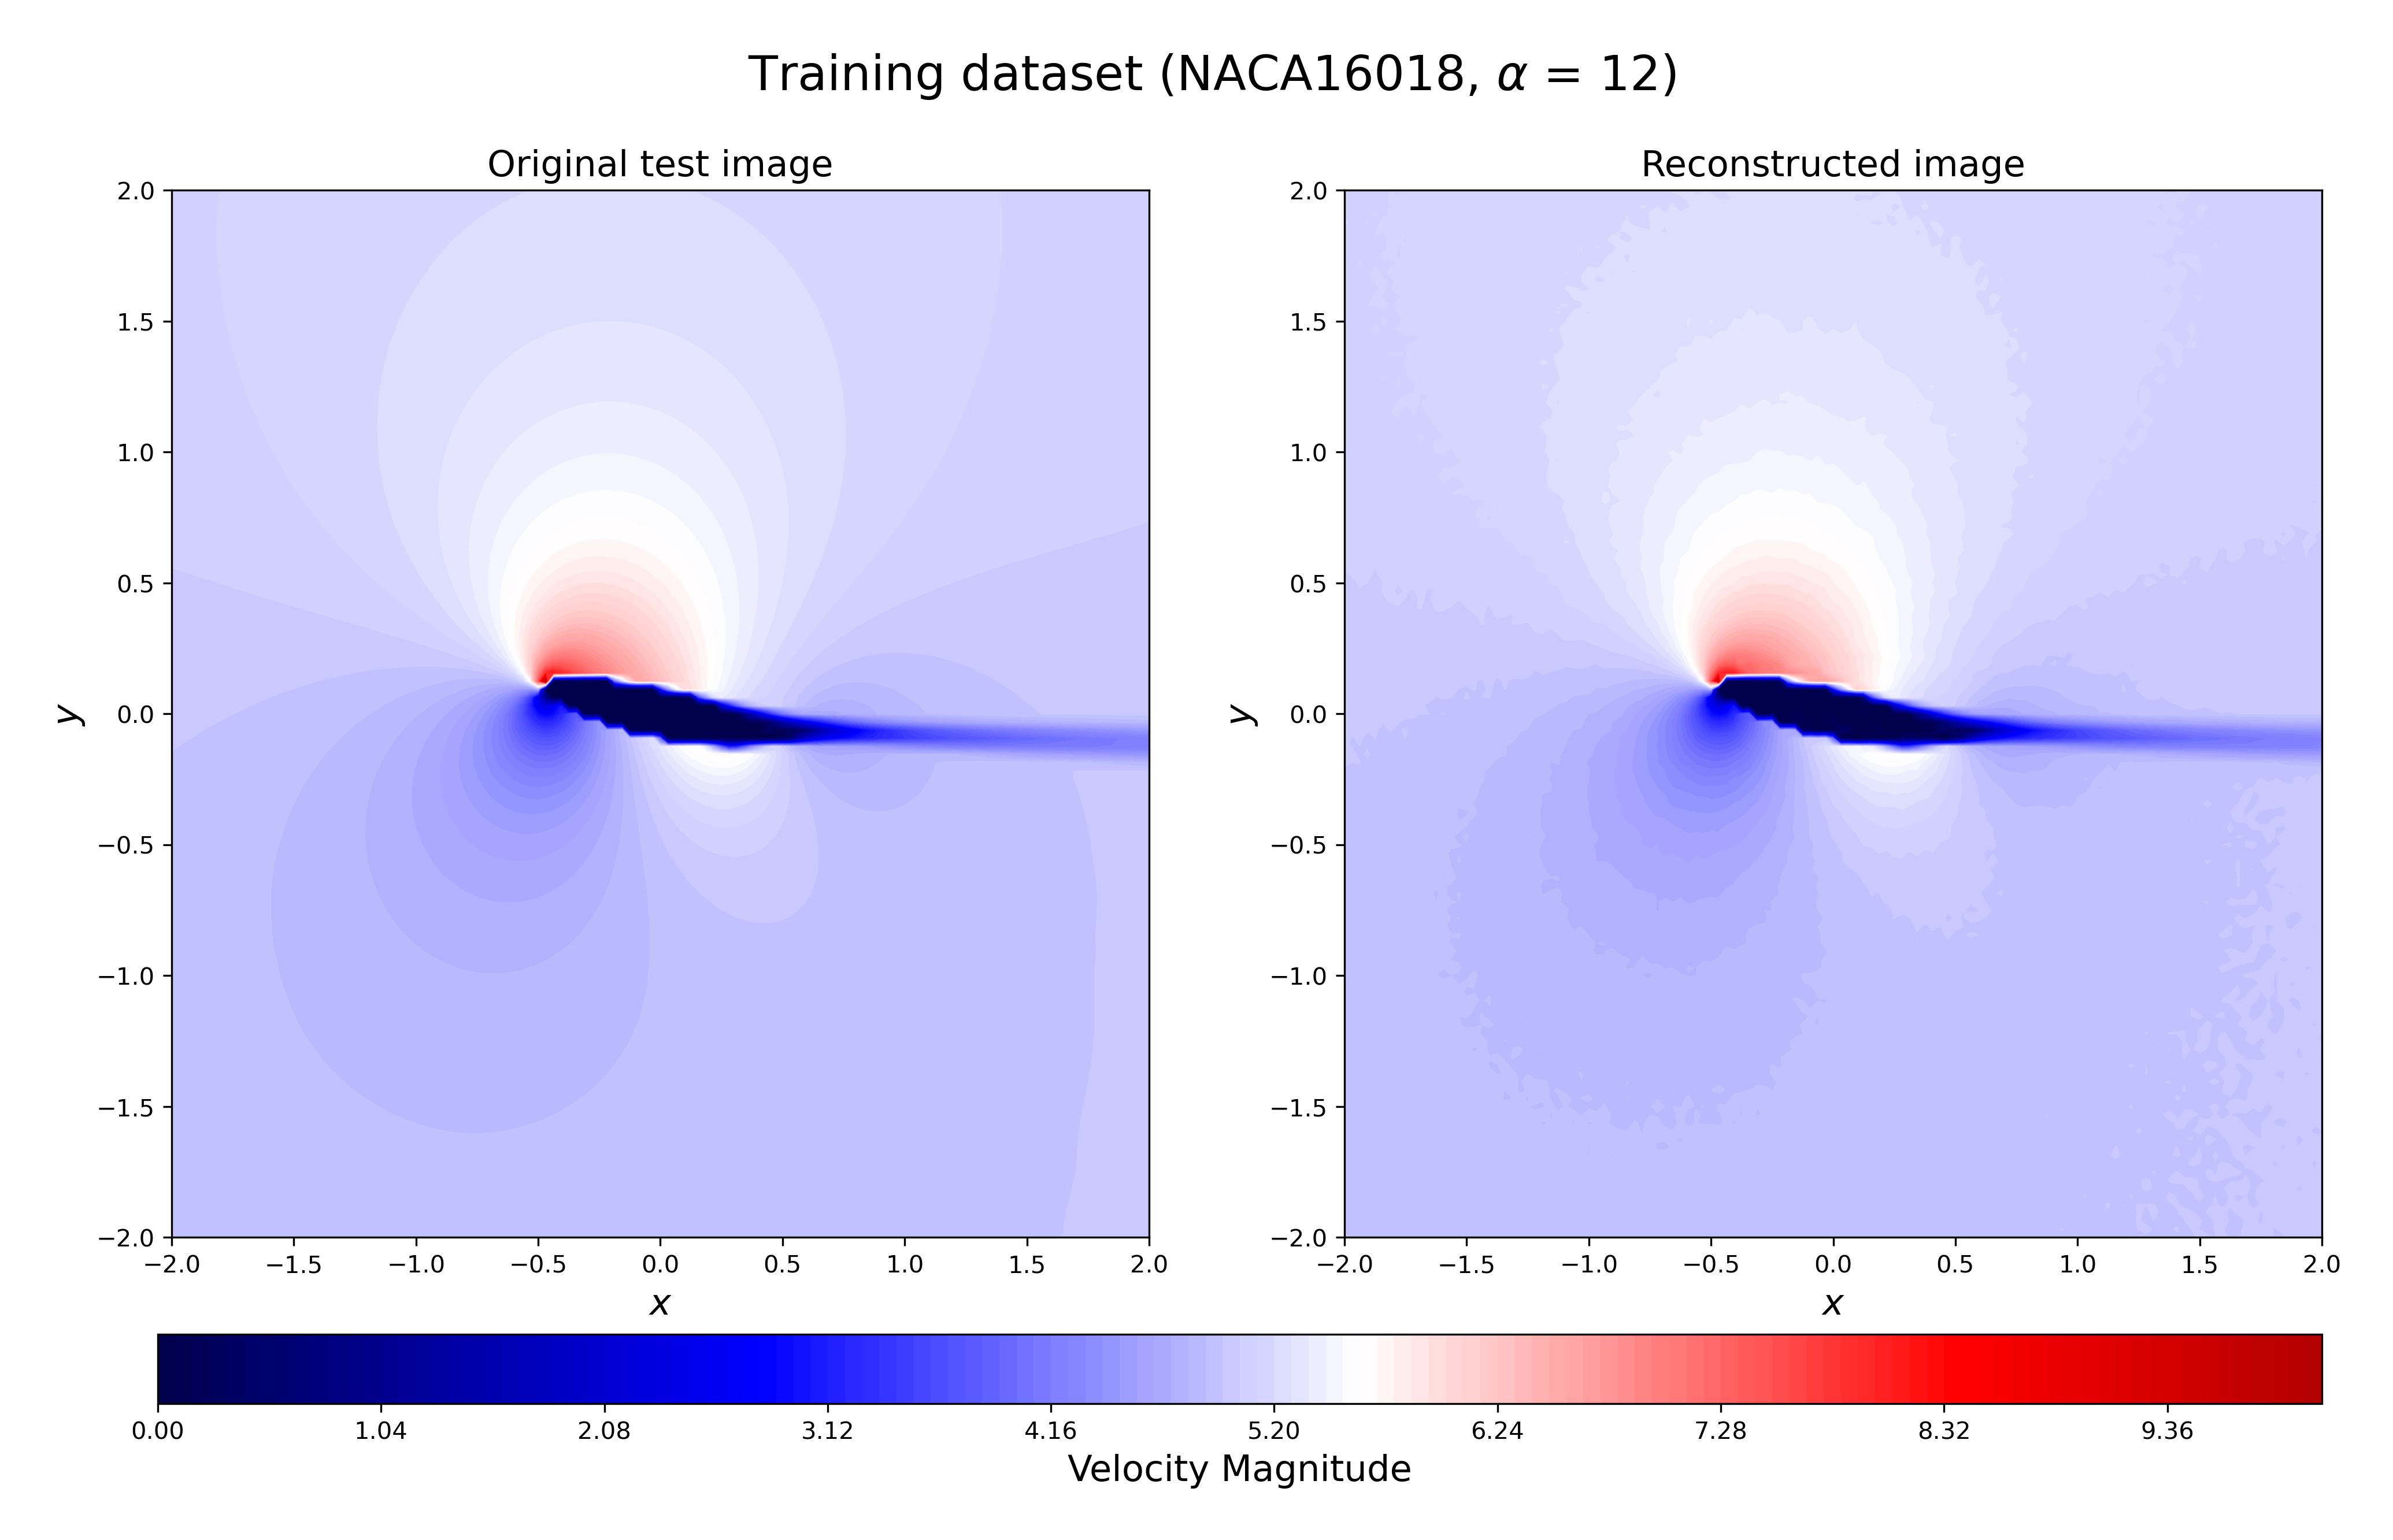 Training dataset (NACA16018, α = 12)
Original test image
Reconstructed image
2.0
1.5
1.0
0.5
0.0
−0.5
−1.0
−1.5
−2.0
y
−2.0 −1.5 −1.0 −0.5 0.0 0.5 1.0 1.5 2.0
x
2.0
1.5
1.0
0.5
0.0
−0.5
−1.0
−1.5
−2.0
y
−2.0 −1.5 −1.0 −0.5 0.0 0.5 1.0 1.5 2.0
x
0.00 1.04 2.08 3.12 4.16 5.20 6.24 7.28 8.32 9.36
Velocity Magnitude